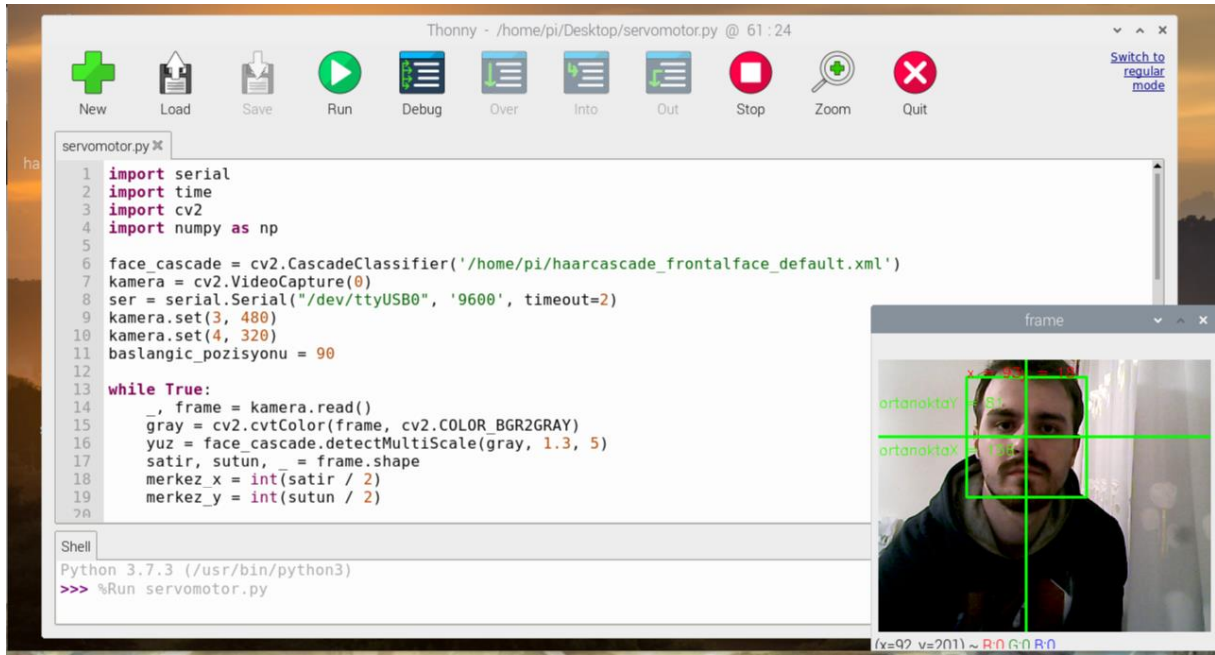 Thonny - /home/pi/Desktop/servomotor.py @ 61:24
Switch to
regular
mode
New Load Save Run Debug Over Into Out Stop Zoom Quit
servomotor.py
ha
1 import serial
2 import time
3 import cv2
4 import numpy as np
5
6 face_cascade = cv2.CascadeClassifier('/home/pi/haarcascade_frontalface_default.xml')
7 kamera = cv2.VideoCapture(0)
8 ser = serial.Serial("/dev/ttyUSB0", '9600', timeout=2)
9 kamera.set(3, 480)
10 kamera.set(4, 320)
11 baslangic_pozisyonu = 90
12
13 while True:
14 _, frame = kamera.read()
15 gray = cv2.cvtColor(frame, cv2.COLOR_BGR2GRAY)
16 yuz = face_cascade.detectMultiScale(gray, 1.3, 5)
17 satir, sutun, _ = frame.shape
18 merkez_x = int(satir / 2)
19 merkez_y = int(sutun / 2)
20
Shell
Python 3.7.3 (/usr/bin/python3)
>>> %Run servomotor.py
frame
ortanoktaY = 81
ortanoktaX =
(x=92, y=201) ~ R:0 G:0 B:0